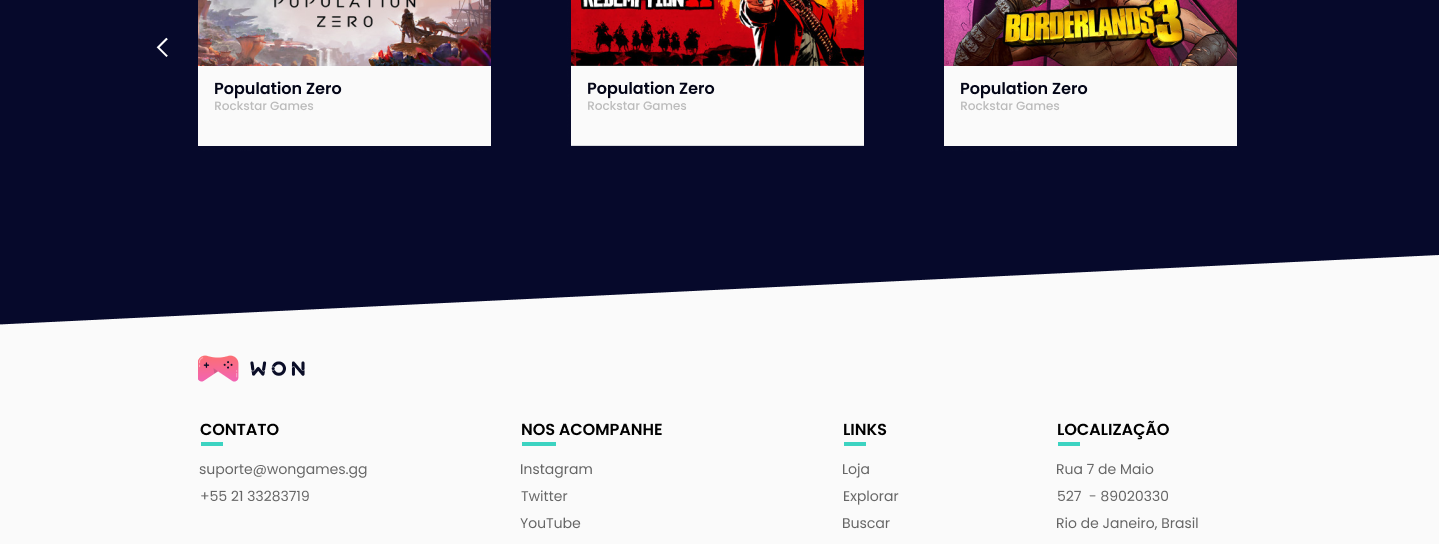 POPULATION
ZERO
REDEMPTION II
BORDERLANDS 3
Population Zero
Rockstar Games
Population Zero
Rockstar Games
Population Zero
Rockstar Games
WON
CONTATO
suporte@wongames.gg
+55 21 33283719
NOS ACOMPANHE
Instagram
Twitter
YouTube
LINKS
Loja
Explorar
Buscar
LOCALIZAÇÃO
Rua 7 de Maio
527 - 89020330
Rio de Janeiro, Brasil